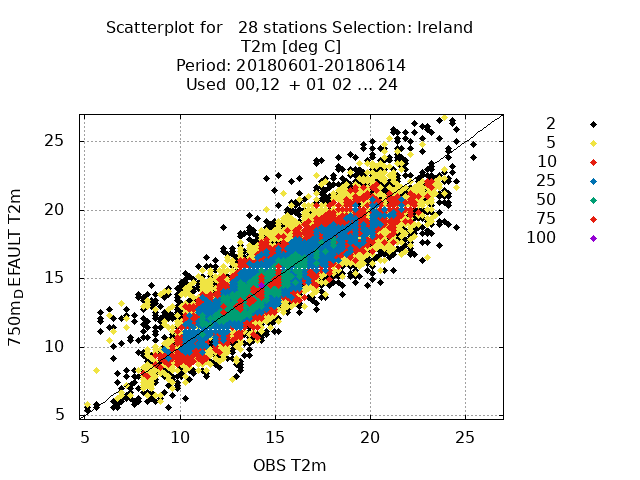 Scatterplot for   28 stations Selection: Ireland
T2m [deg C]
Period: 20180601-20180614
Used  00,12  + 01 02 ... 24
2
5
10
25
50
75
100
25
20
15
10
5
750m_DEFAULT T2m
5 10 15 20 25
OBS T2m